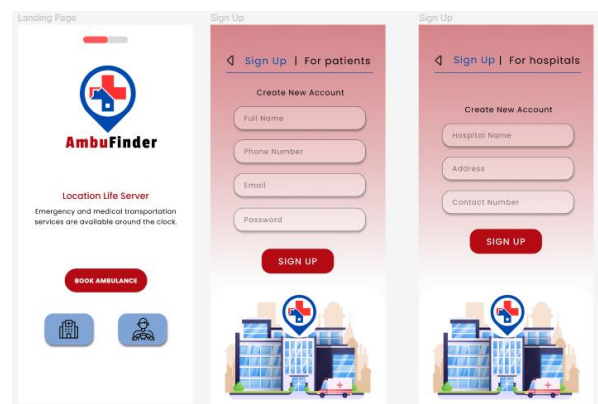 Landing Page
AmbuFinder
Location Life Server
Emergency and medical transportation
services are available around the clock.
BOOK AMBULANCE
Sign Up
Sign Up | For patients
Create New Account
Full Name
Phone Number
Email
Password
SIGN UP
Sign Up
Sign Up | For hospitals
Create New Account
Hospital Name
Address
Contact Number
SIGN UP